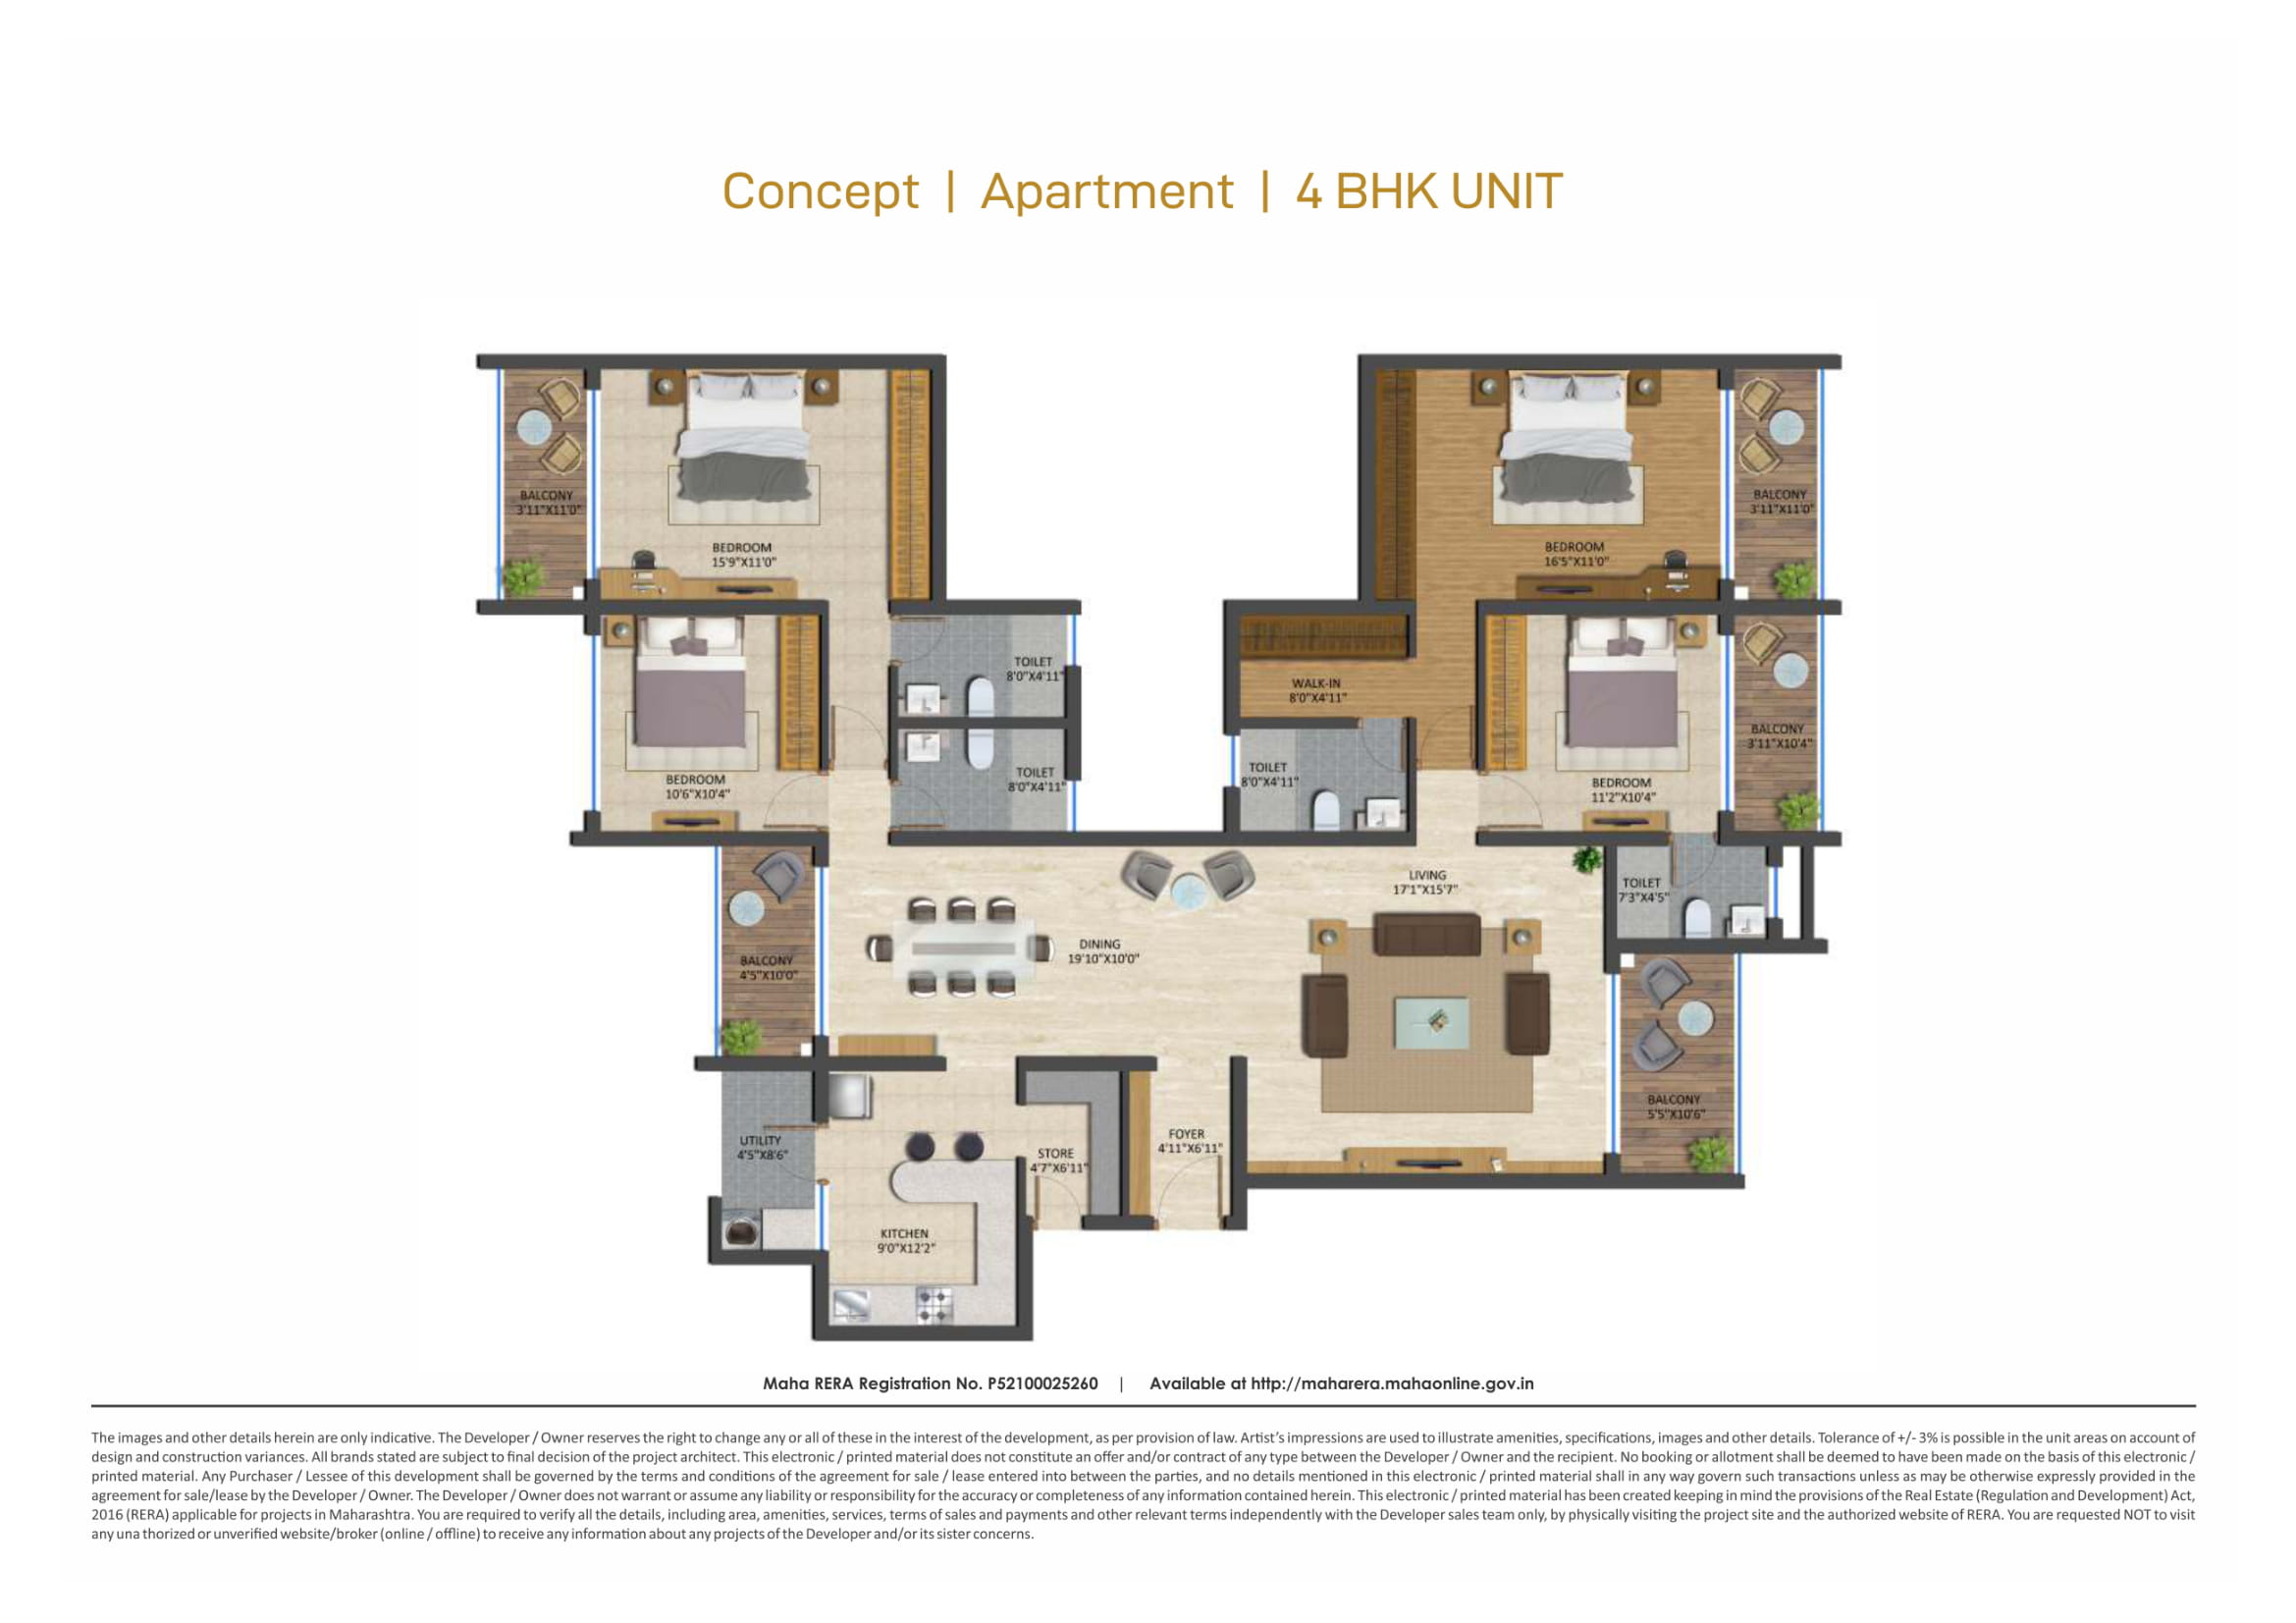 Concept | Apartment | 4 BHK UNIT
BALCONY
3'11"X11'0"
BEDROOM
15'9"X11'0"
BEDROOM
16'5"X11'0"
BALCONY
3'11"X11'0"
TOILET
8'0"X4'11"
WALK-IN
8'0"X4'11"
BALCONY
3'11"X10'4"
BEDROOM
10'6"X10'4"
TOILET
8'0"X4'11"
TOILET
8'0"X4'11"
BEDROOM
11'2"X10'4"
LIVING
17'1"X15'7"
TOILET
7'3"X4'5"
BALCONY
4'5"X10'0"
DINING
19'10"X10'0"
BALCONY
5'5"X10'6"
UTILITY
4'5"X8'6"
STORE
4'7"X6'11"
FOYER
4'11"X6'11"
KITCHEN
9'0"X12'2"
Maha RERA Registration No. P52100025260 | Available at http://maharera.mahaonline.gov.in
The images and other details herein are only indicative. The Developer / Owner reserves the right to change any or all of these in the interest of the development, as per provision of law. Artist's impressions are used to illustrate amenities, specifications, images and other details. Tolerance of +/- 3% is possible in the unit areas on account of
design and construction variances. All brands stated are subject to final decision of the project architect. This electronic / printed material does not constitute an offer and/or contract of any type between the Developer / Owner and the recipient. No booking or allotment shall be deemed to have been made on the basis of this electronic /
printed material. Any Purchaser / Lessee of this development shall be governed by the terms and conditions of the agreement for sale / lease entered into between the parties, and no details mentioned in this electronic / printed material shall in any way govern such transactions unless as may be otherwise expressly provided in the
agreement for sale/lease by the Developer / Owner. The Developer / Owner does not warrant or assume any liability or responsibility for the accuracy or completeness of any information contained herein. This electronic / printed material has been created keeping in mind the provisions of the Real Estate (Regulation and Development) Act,
2016 (RERA) applicable for projects in Maharashtra. You are required to verify all the details, including area, amenities, services, terms of sales and payments and other relevant terms independently with the Developer sales team only, by physically visiting the project site and the authorized website of RERA. You are requested NOT to visit
any una thorized or unverified website/broker (online / offline) to receive any information about any projects of the Developer and/or its sister concerns.